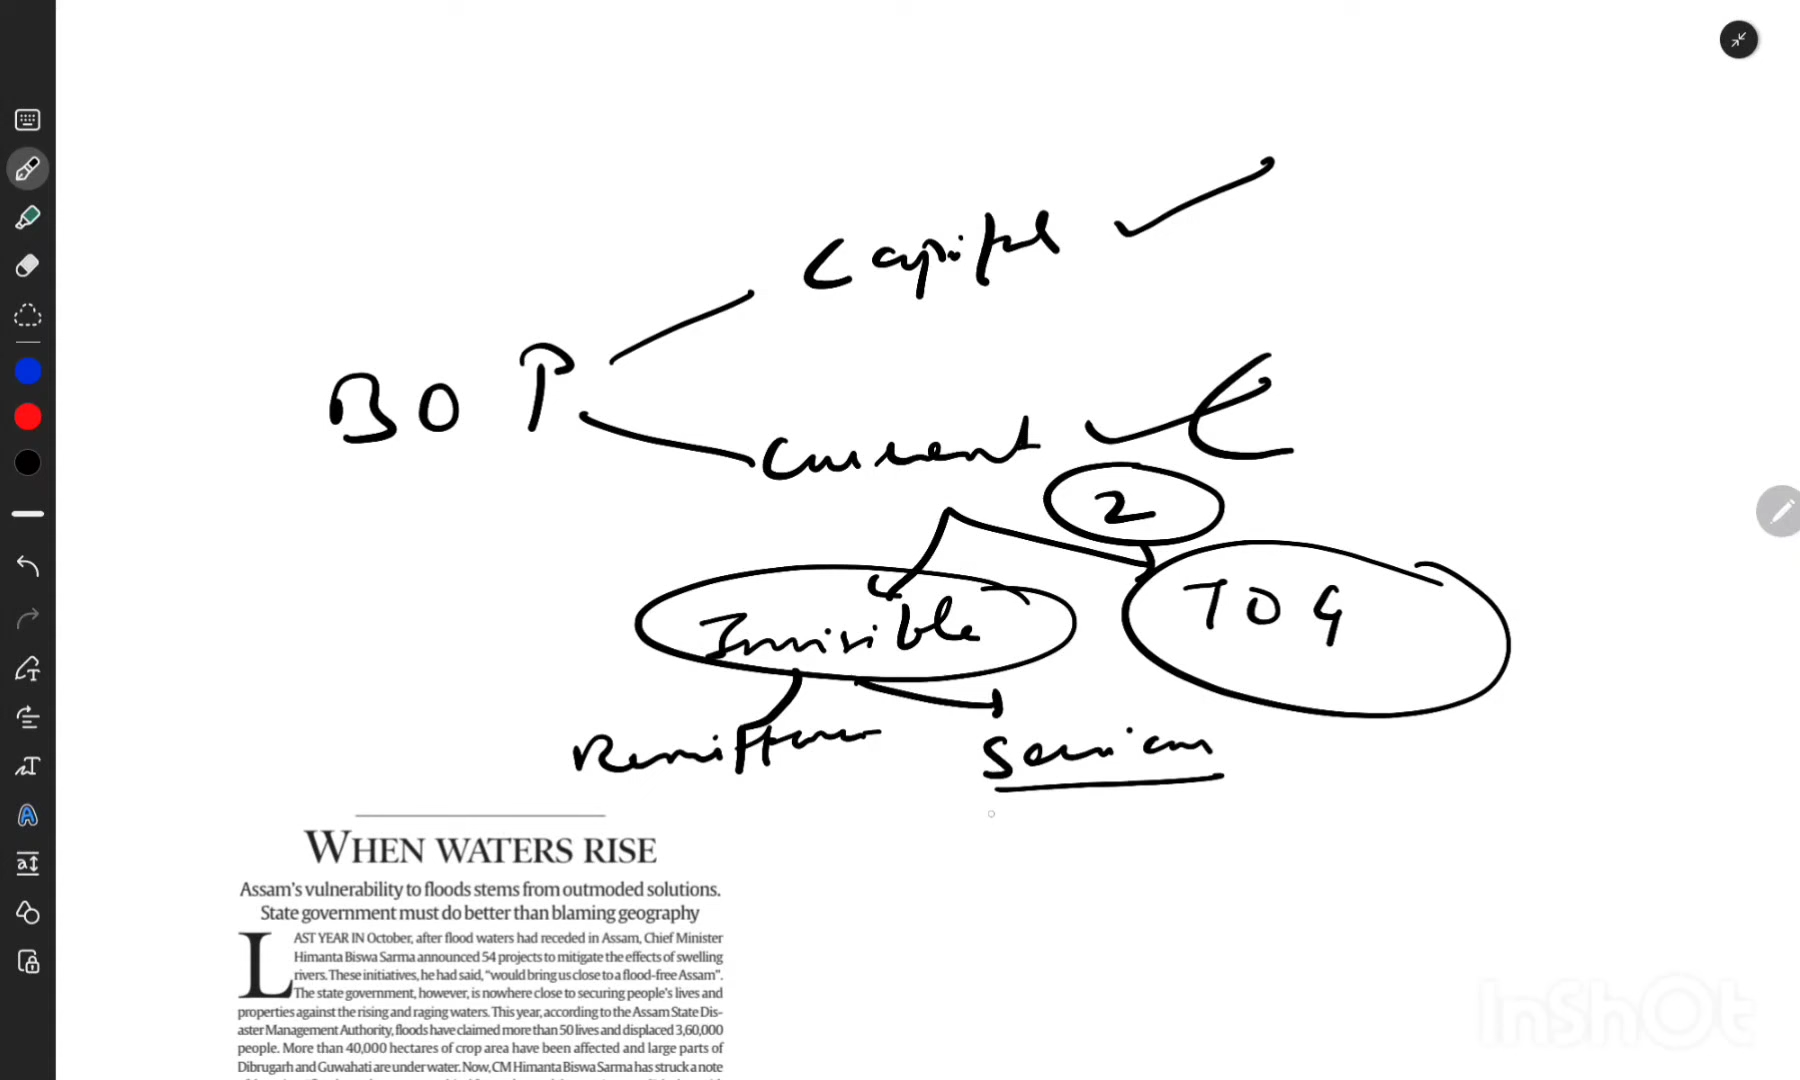 Capital
BOP
Current
2
Invisible
TOG
Remittance
Services
WHEN WATERS RISE
Assam's vulnerability to floods stems from outmoded solutions.
State government must do better than blaming geography
LAST YEAR IN October, after flood waters had receded in Assam, Chief Minister
Himanta Biswa Sarma announced 54 projects to mitigate the effects of swelling
rivers. These initiatives, he had said, "would bring us close to a flood-free Assam".
The state government, however, is nowhere close to securing people's lives and
properties against the rising and raging waters. This year, according to the Assam State Dis-
aster Management Authority, floods have claimed more than 50 lives and displaced 3,60,000
people. More than 40,000 hectares of crop area have been affected and large parts of
Dibrugarh and Guwahati are under water. Now, CM Himanta Biswa Sarma has struck a note
InShOt